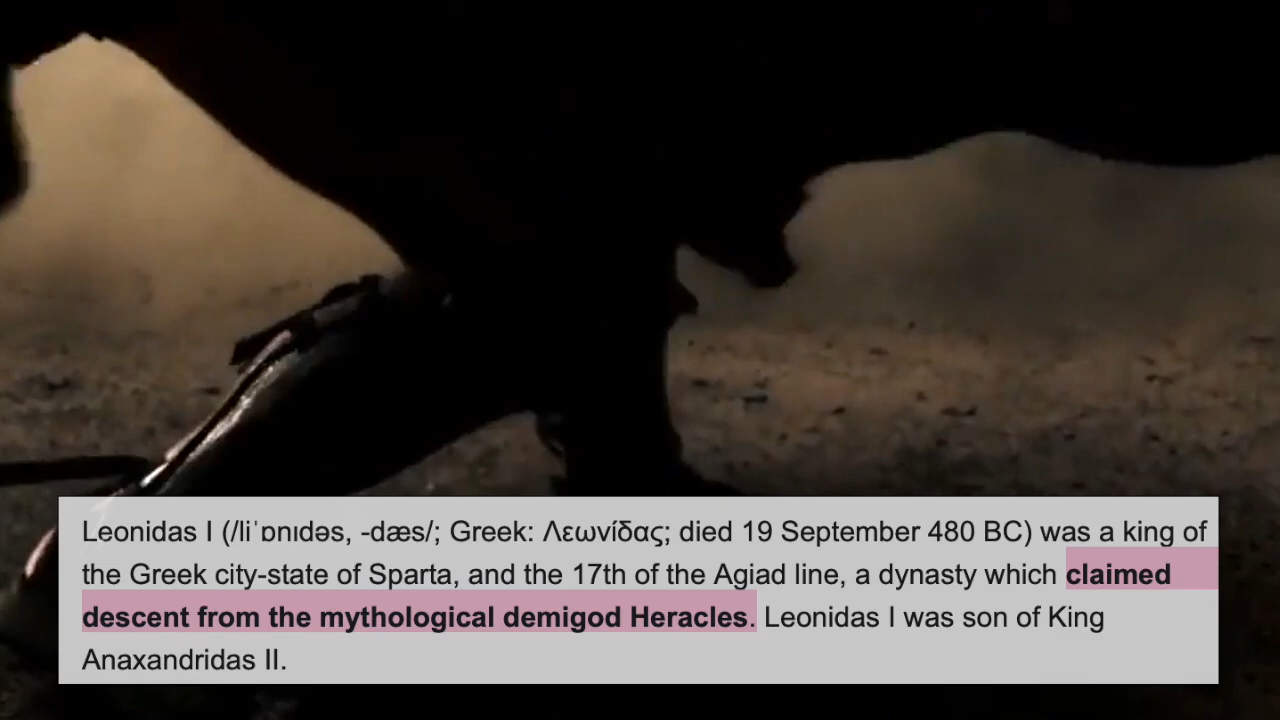 Leonidas I (/liˈɒnɪdəs, -dæs/; Greek: Λεωνίδας; died 19 September 480 BC) was a king of
the Greek city-state of Sparta, and the 17th of the Agiad line, a dynasty which claimed
descent from the mythological demigod Heracles. Leonidas I was son of King
Anaxandridas II.